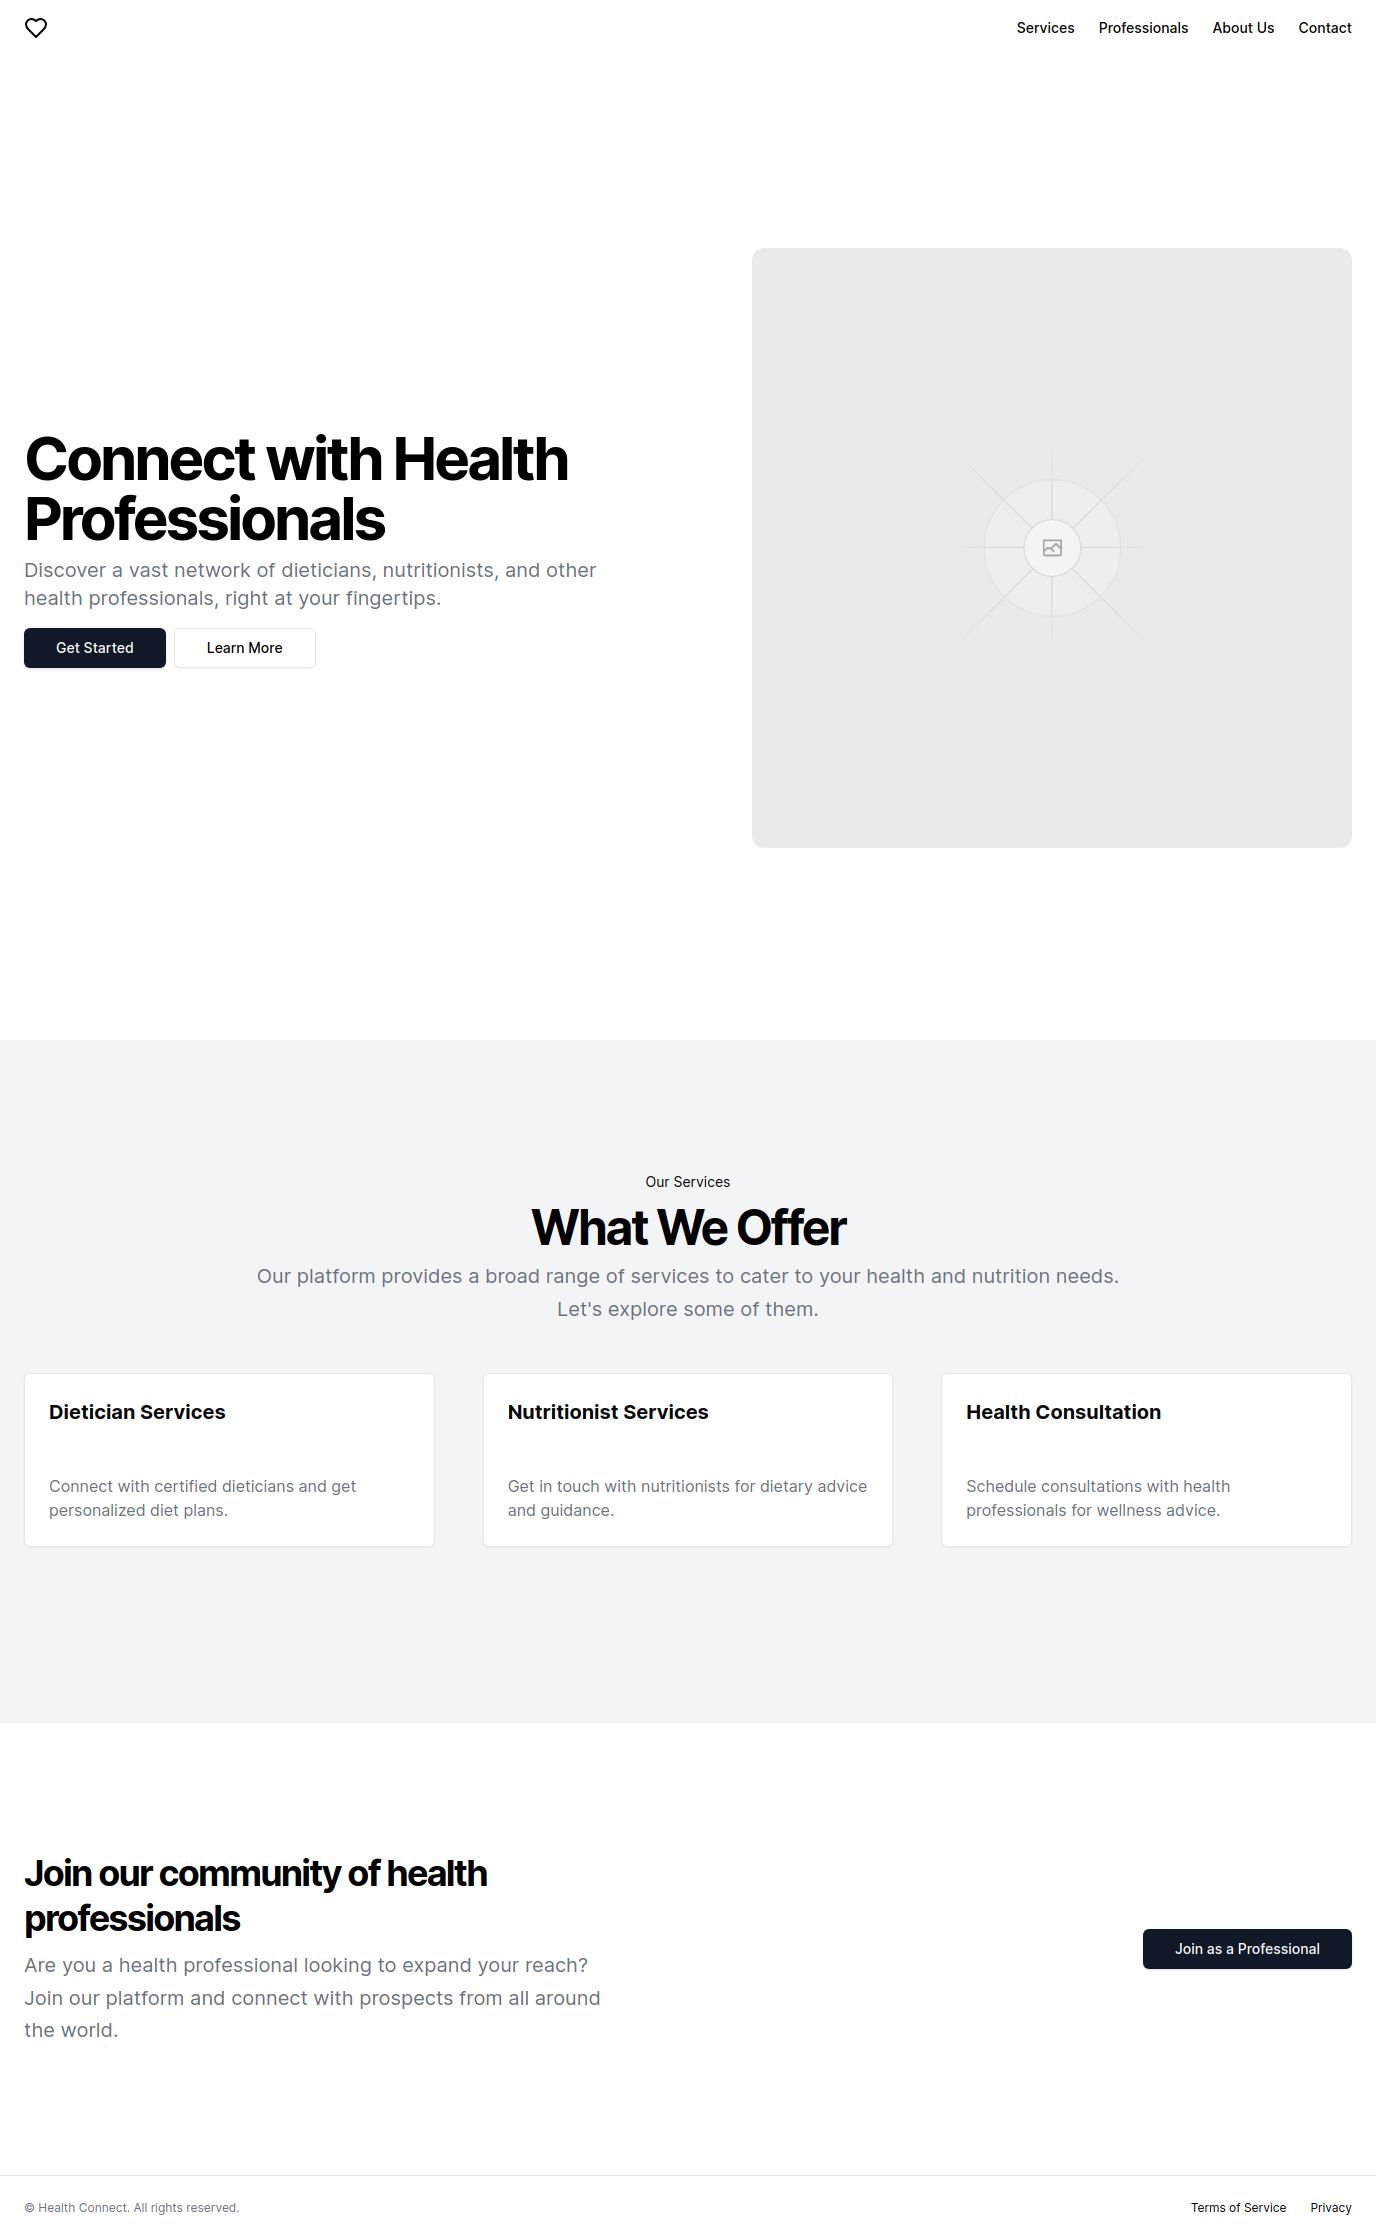 Services Professionals About Us Contact
Connect with Health
Professionals
Discover a vast network of dieticians, nutritionists, and other
health professionals, right at your fingertips.
Get Started Learn More
Our Services
What We Offer
Our platform provides a broad range of services to cater to your health and nutrition needs.
Let's explore some of them.
Dietician Services
Connect with certified dieticians and get
personalized diet plans.
Nutritionist Services
Get in touch with nutritionists for dietary advice
and guidance.
Health Consultation
Schedule consultations with health
professionals for wellness advice.
Join our community of health
professionals
Are you a health professional looking to expand your reach?
Join our platform and connect with prospects from all around
the world.
Join as a Professional
© Health Connect. All rights reserved.
Terms of Service Privacy